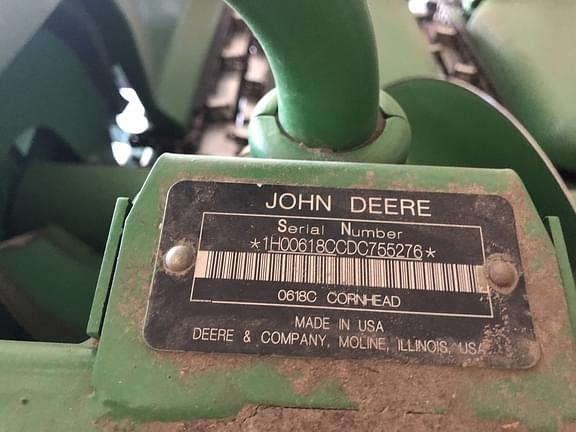 JOHN DEERE
Serial Number
*1H00618CCDC755276*
0618C CORNHEAD
MADE IN USA
DEERE & COMPANY, MOLINE, ILLINOIS, USA